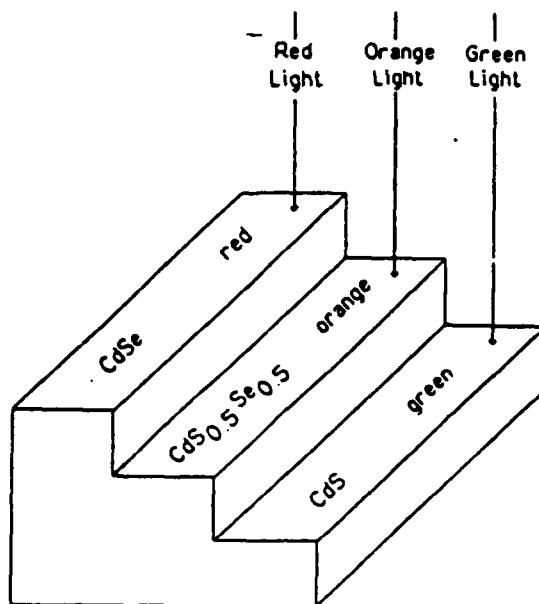 Red
Light
Orange
Light
Green
Light
red
CdSe
orange
CdS0.5Se0.5
green
CdS